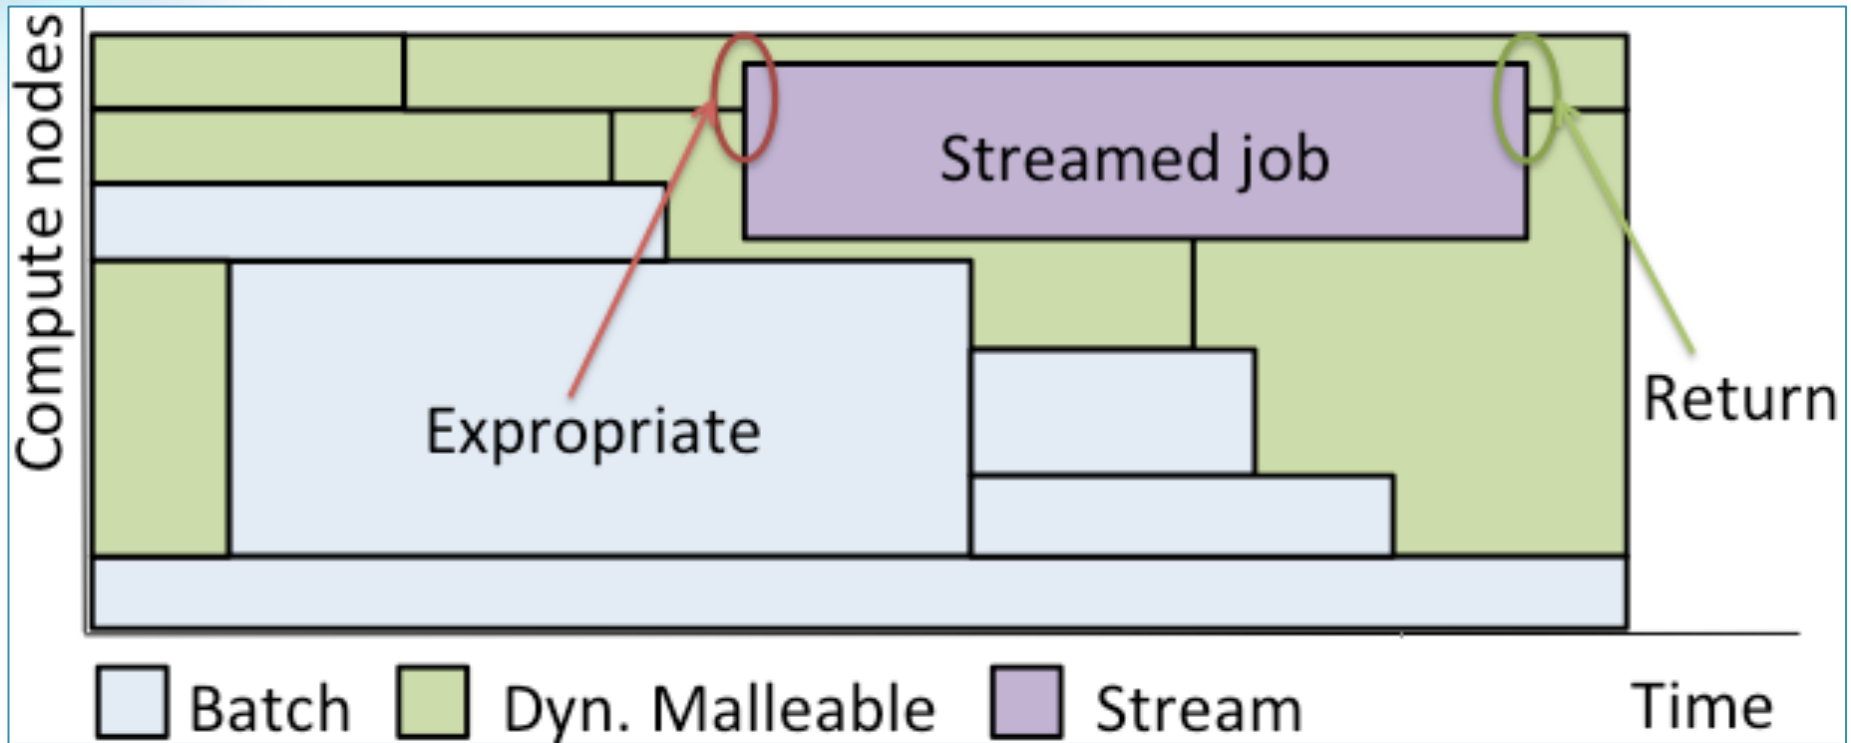 Compute nodes
Streamed job
Expropriate
Return
Batch
Dyn. Malleable
Stream
Time